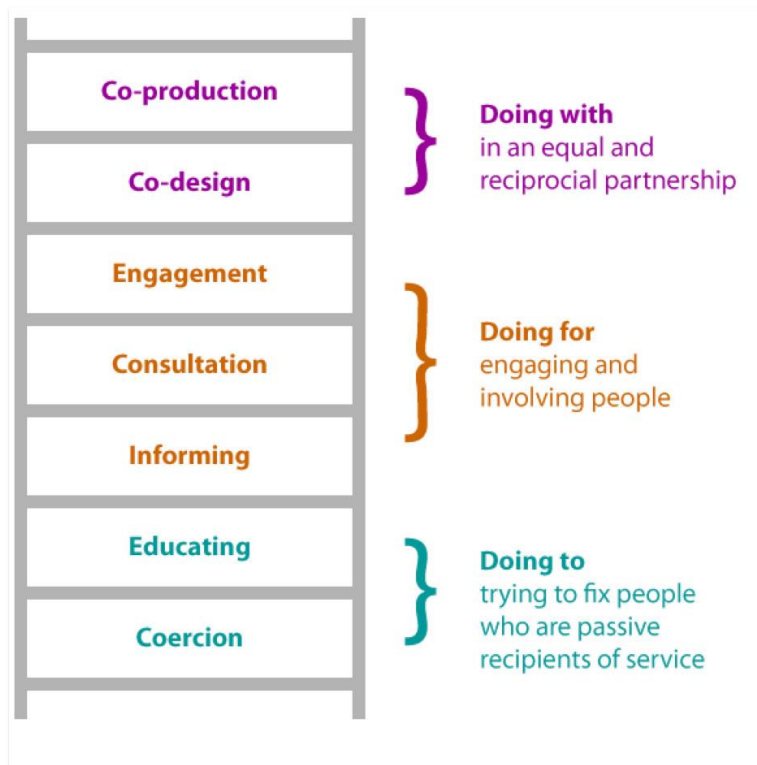 Co-production
Co-design
Doing with
in an equal and
reciprocial partnership
Engagement
Consultation
Informing
Doing for
engaging and
involving people
Educating
Coercion
Doing to
trying to fix people
who are passive
recipients of service